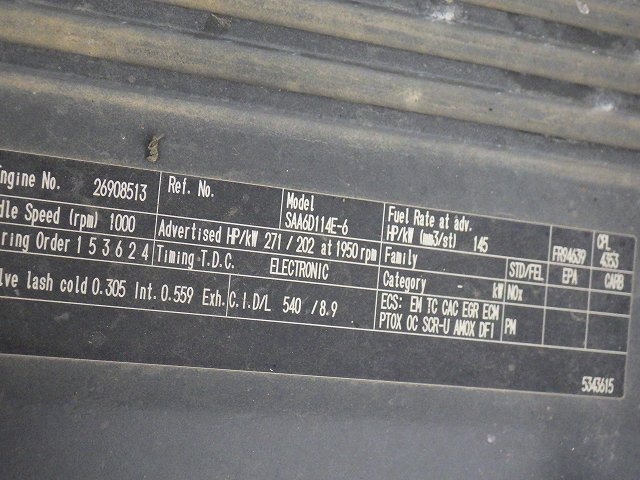 ngine No. 26908513
Ref. No.
Model
SAA6D114E-6
Fuel Rate at adv.
HP/kW (mm3/st) 145
FR94639
CPL
4353
dle Speed (rpm) 1000
Advertised HP/kW 271 / 202 at 1950 rpm
Family
STD/FEL
EPA
CARB
ring Order 1 5 3 6 2 4
Timing T.D.C. ELECTRONIC
Category kW
NOx
lve lash cold 0.305 Int. 0.559 Exh.
C.I.D/L 540 /8.9
ECS: EM TC CAC EGR ECM
PTOX OC SCR-U AMOX DFI
PM
5343615